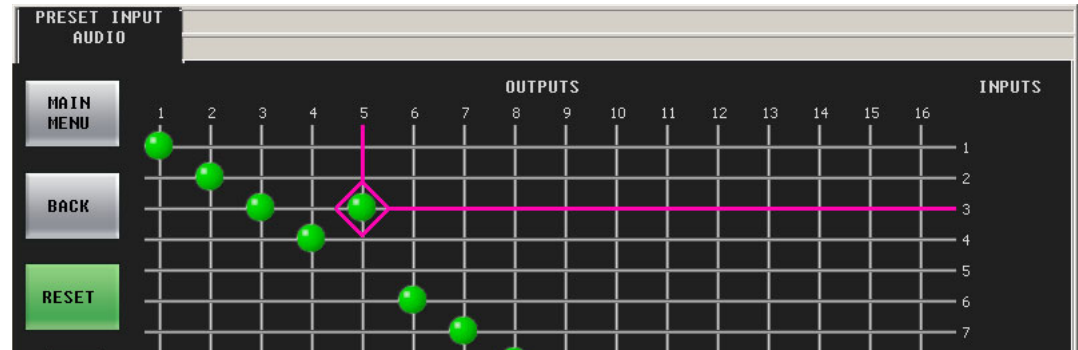 PRESET INPUT
AUDIO
OUTPUTS
INPUTS
MAIN
MENU
1 2 3 4 5 6 7 8 9 10 11 12 13 14 15 16
1
2
BACK
3
4
5
RESET
6
7